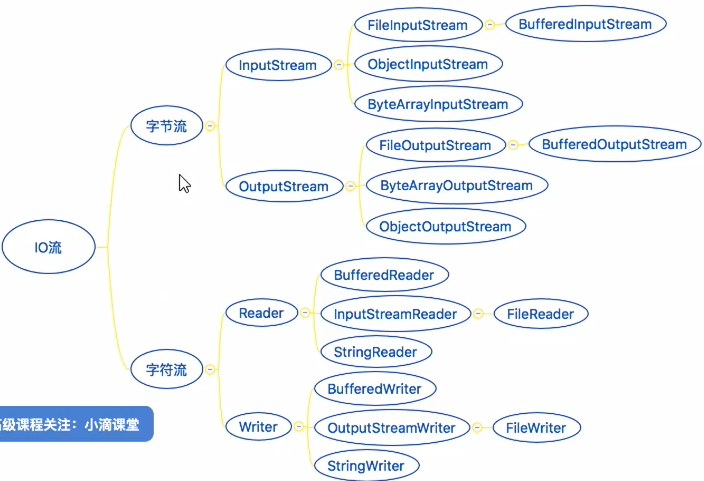 IO流
字节流
InputStream
FileInputStream
BufferedInputStream
ObjectInputStream
ByteArrayInputStream
OutputStream
FileOutputStream
BufferedOutputStream
ByteArrayOutputStream
ObjectOutputStream
字符流
Reader
BufferedReader
InputStreamReader
FileReader
StringReader
Writer
BufferedWriter
OutputStreamWriter
FileWriter
StringWriter
级课程关注：小滴课堂